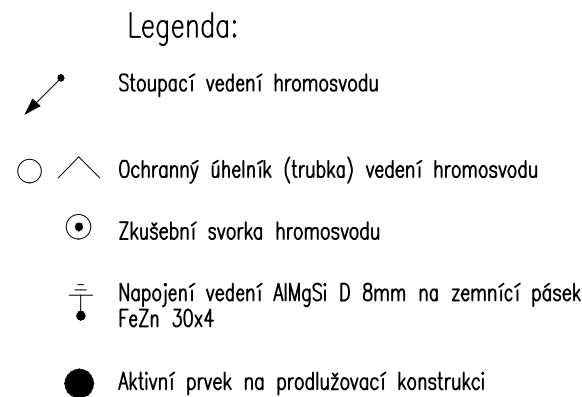 Legenda:
Stoupací vedení hromosvodu
Ochranný úhelník (trubka) vedení hromosvodu
Zkušební svorka hromosvodu
Napojení vedení AlMgSi D 8mm na zemnící pásek
FeZn 30x4
Aktivní prvek na prodlužovací konstrukci